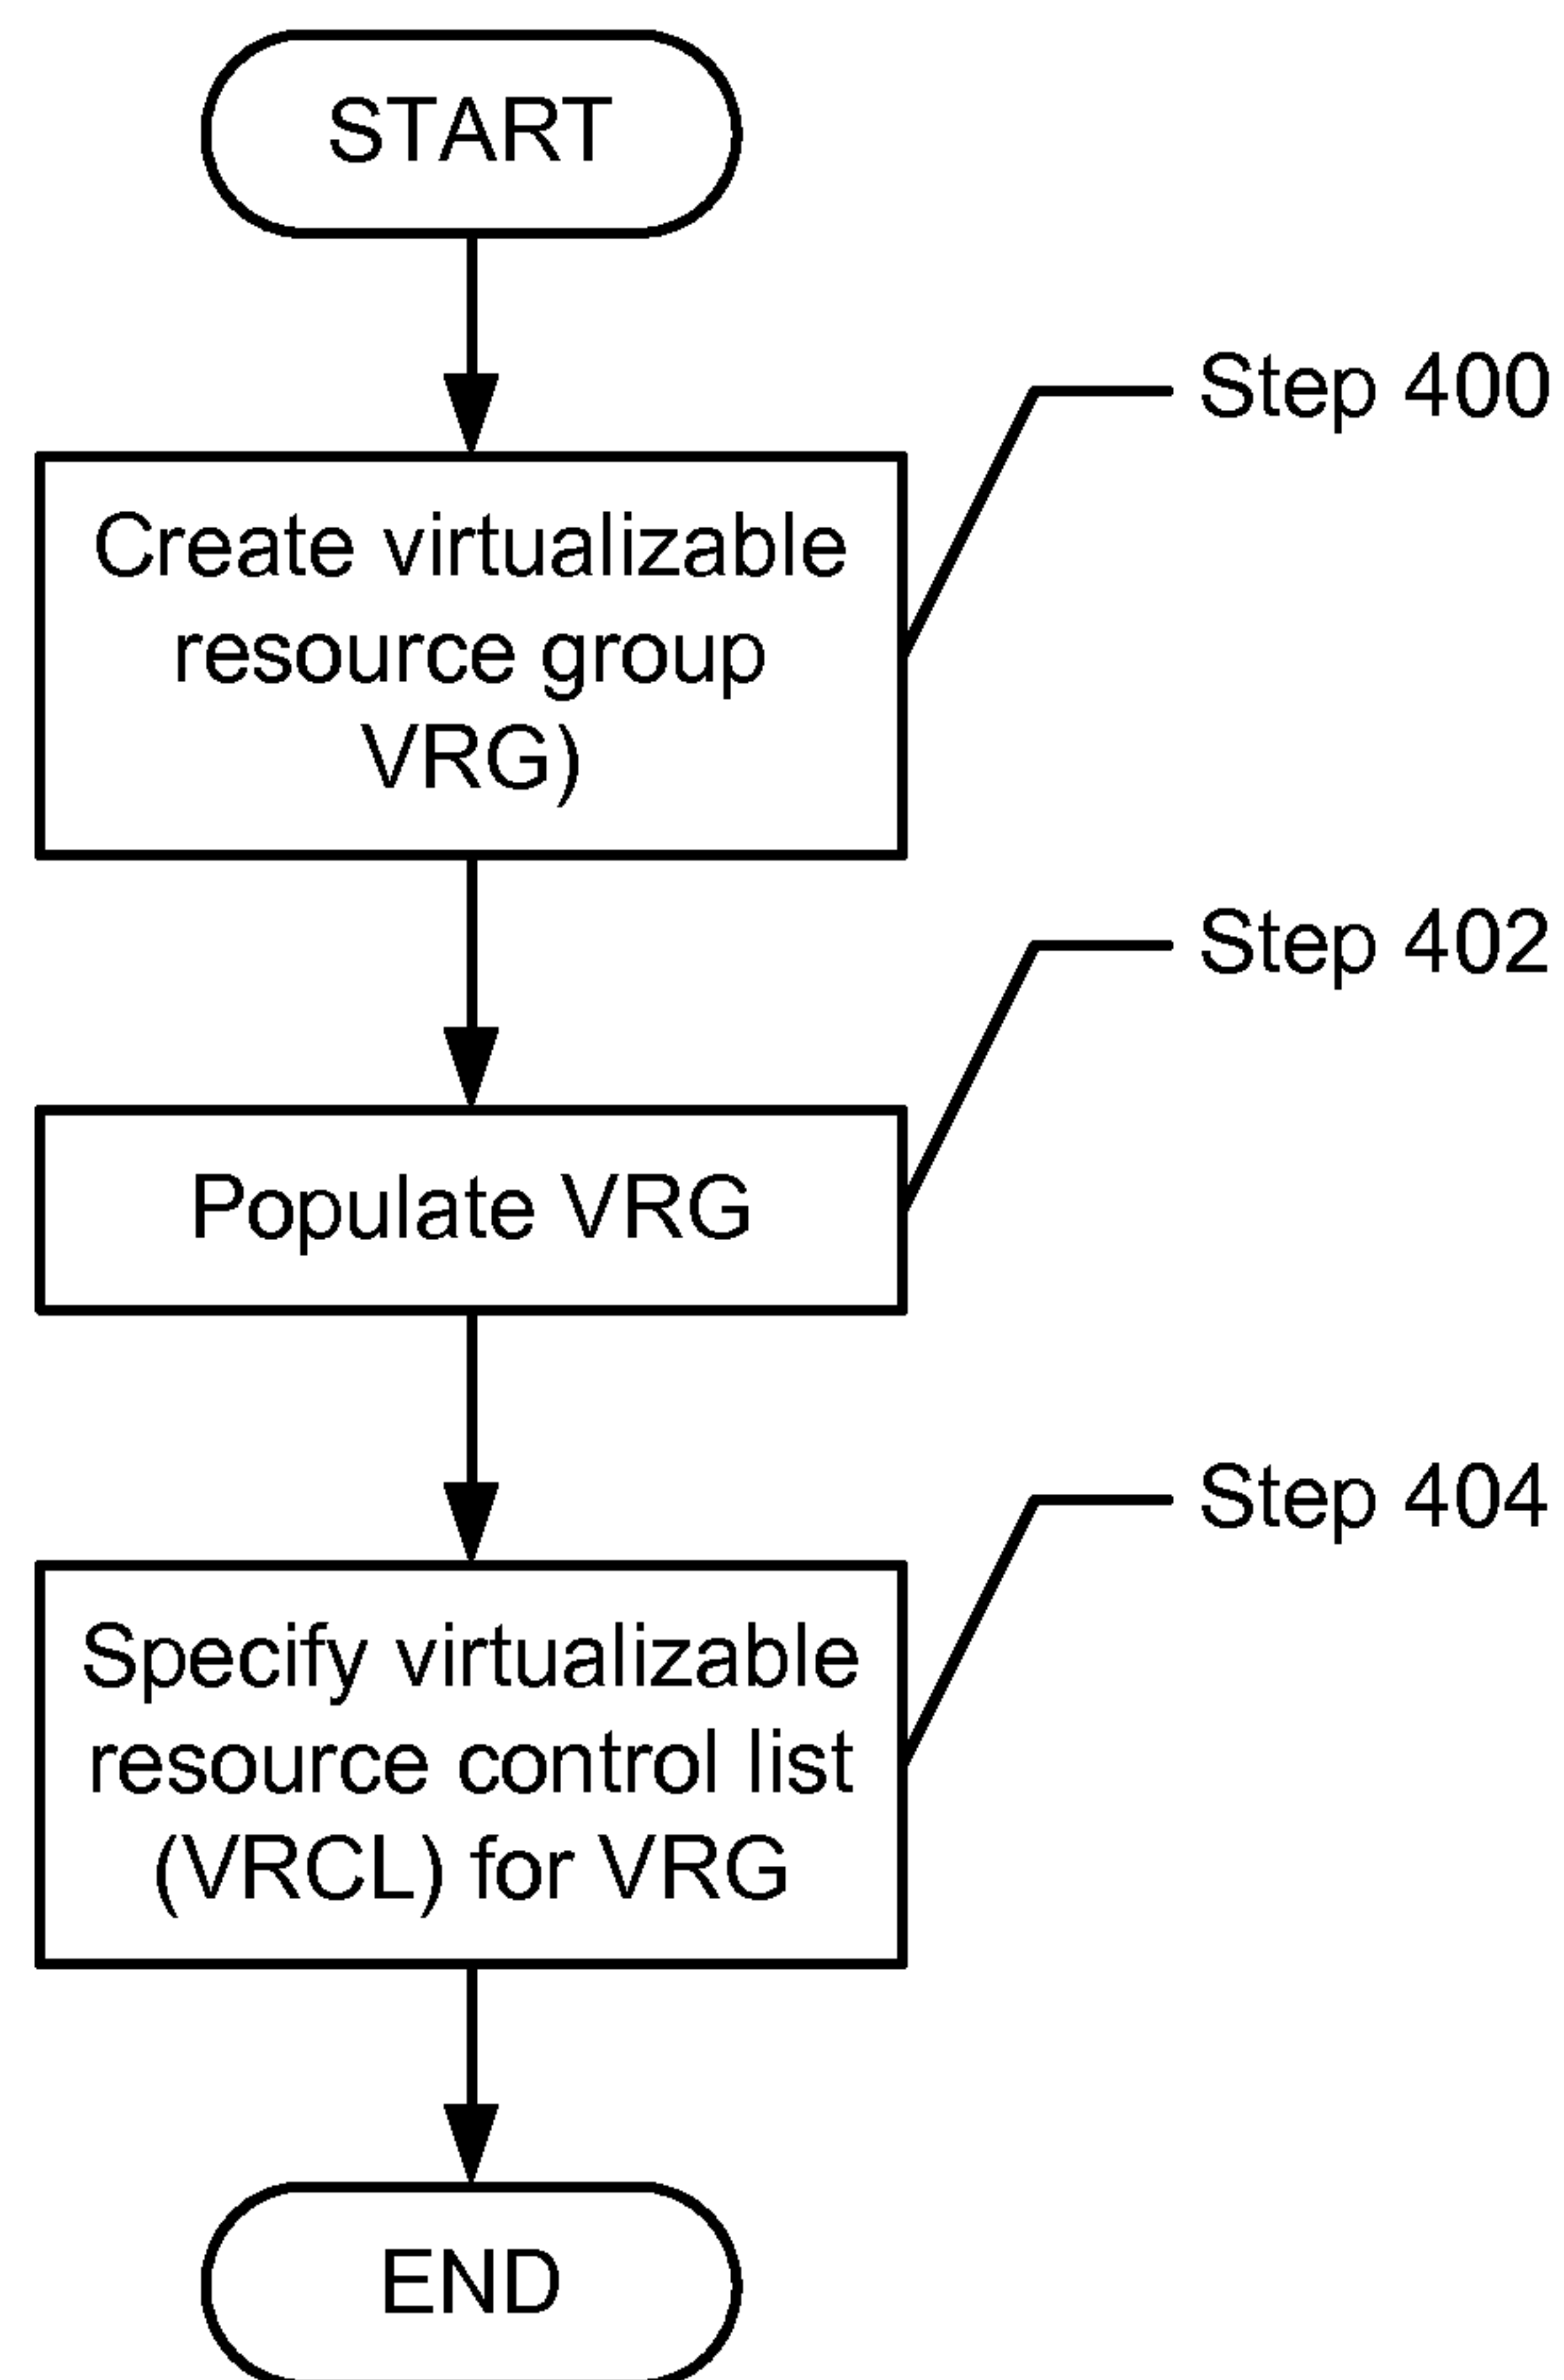 START
Step 400
Create virtualizable
resource group
VRG)
Step 402
Populate VRG
Step 404
Specify virtualizable
resource control list
(VRCL) for VRG
END